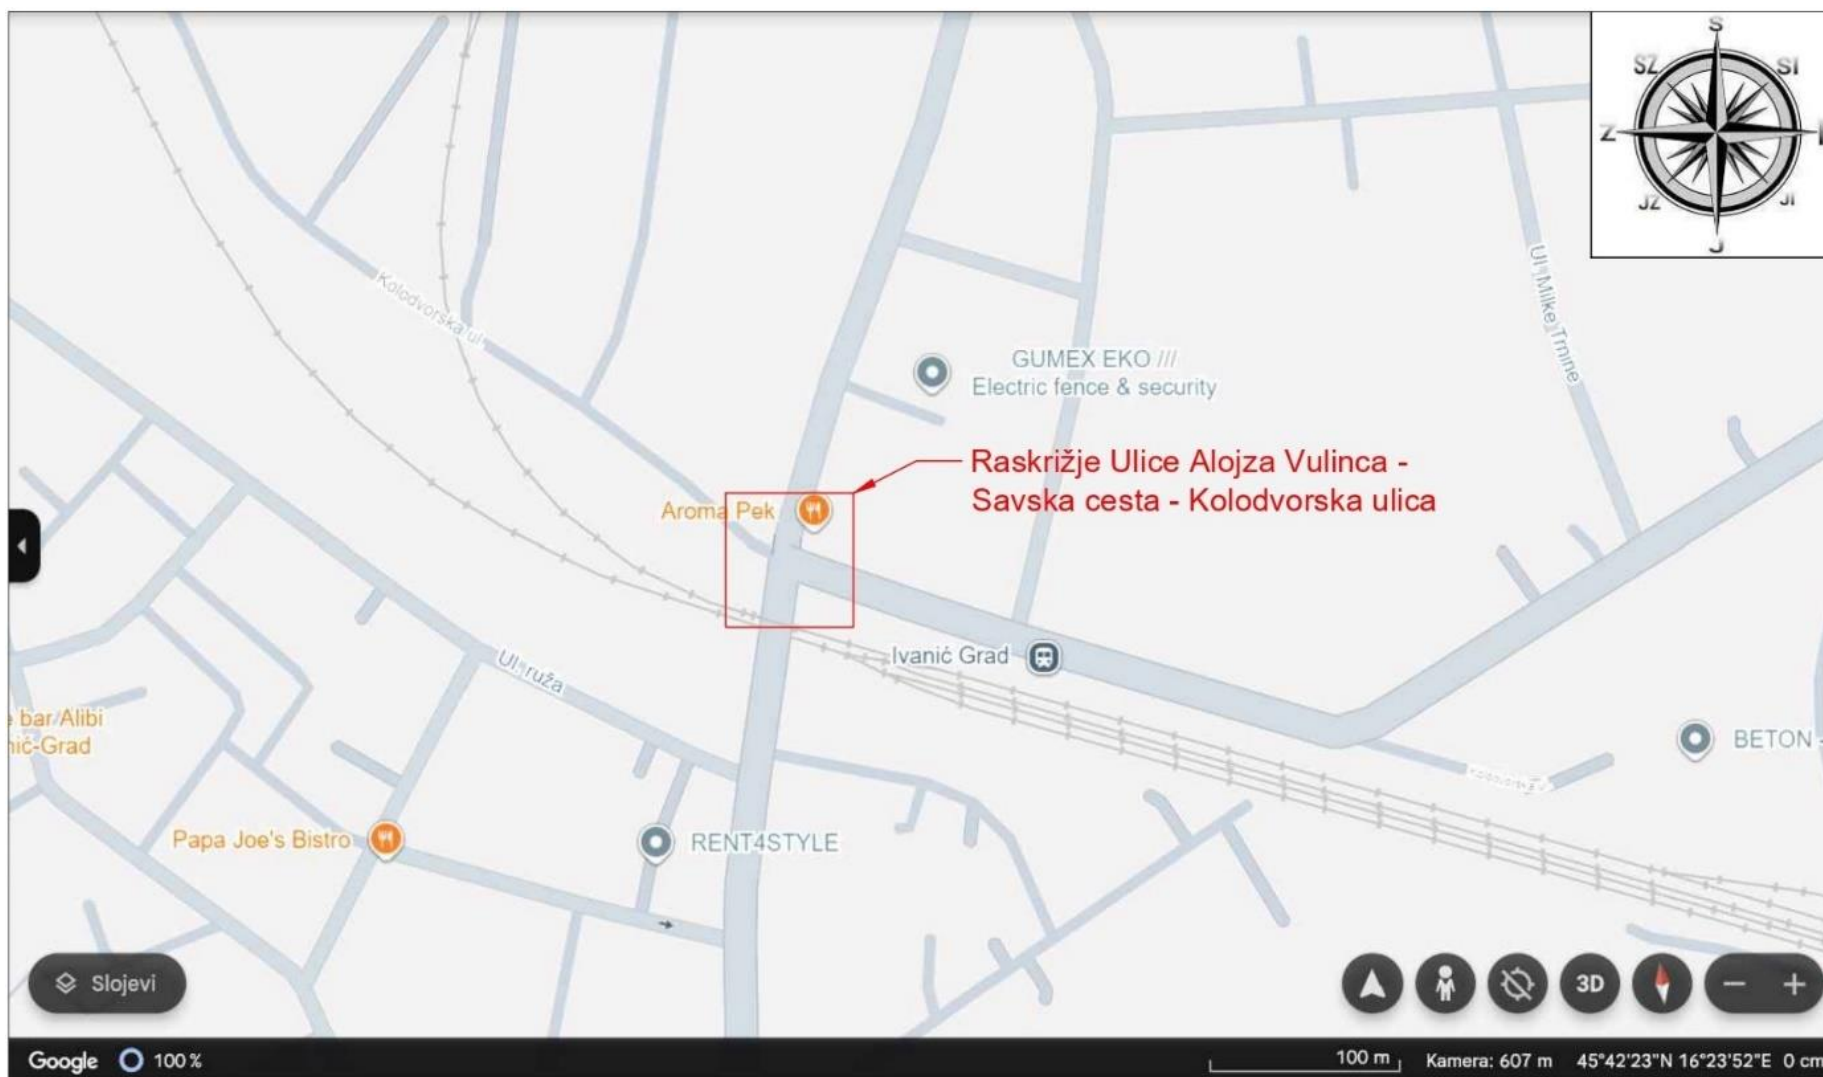 S
SZ
SI
Z
JZ
JI
J
Kolodvorska ul
Ul Milke Trnine
GUMEX EKO ///
Electric fence & security
Raskrižje Ulice Alojza Vulinca -
Savska cesta - Kolodvorska ulica
Aroma Pek
Ivanić Grad
Ul. ruža
bar Alibi
nić-Grad
BETON
Papa Joe's Bistro
RENT4STYLE
Slojevi
3D
Google 100 %
100 m
Kamera: 607 m 45°42'23"N 16°23'52"E 0 cm